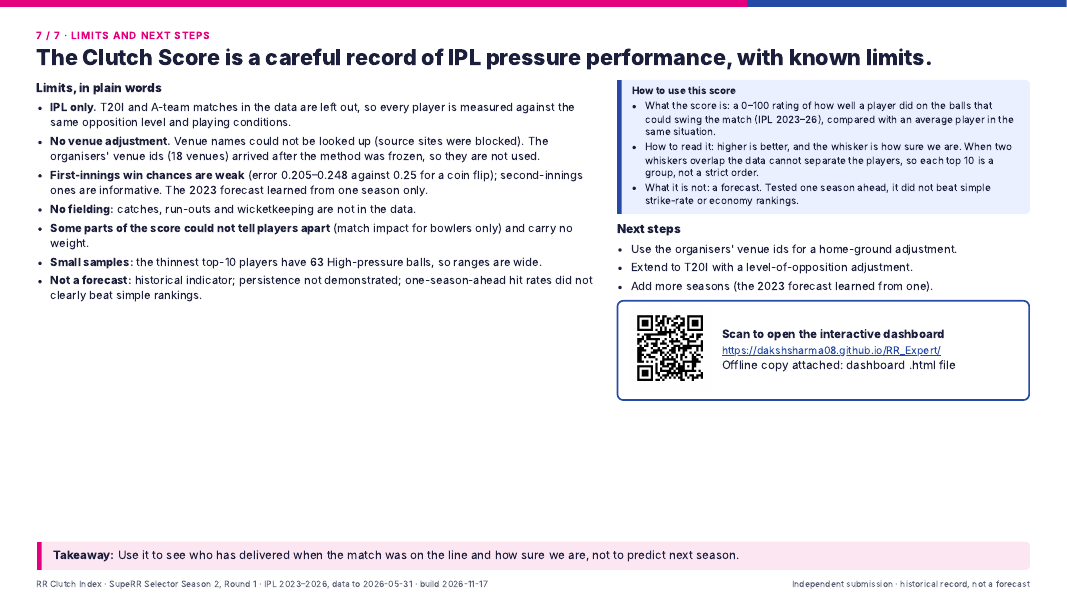 7 / 7 · LIMITS AND NEXT STEPS
The Clutch Score is a careful record of IPL pressure performance, with known limits.
Limits, in plain words
• IPL only. T20I and A-team matches in the data are left out, so every player is measured against the
same opposition level and playing conditions.
• No venue adjustment. Venue names could not be looked up (source sites were blocked). The
organisers' venue ids (18 venues) arrived after the method was frozen, so they are not used.
• First-innings win chances are weak (error 0.205–0.248 against 0.25 for a coin flip); second-innings
ones are informative. The 2023 forecast learned from one season only.
• No fielding: catches, run-outs and wicketkeeping are not in the data.
• Some parts of the score could not tell players apart (match impact for bowlers only) and carry no
weight.
• Small samples: the thinnest top-10 players have 63 High-pressure balls, so ranges are wide.
• Not a forecast: historical indicator; persistence not demonstrated; one-season-ahead hit rates did not
clearly beat simple rankings.
How to use this score
• What the score is: a 0–100 rating of how well a player did on the balls that
could swing the match (IPL 2023–26), compared with an average player in the
same situation.
• How to read it: higher is better, and the whisker is how sure we are. When two
whiskers overlap the data cannot separate the players, so each top 10 is a
group, not a strict order.
• What it is not: a forecast. Tested one season ahead, it did not beat simple
strike-rate or economy rankings.
Next steps
• Use the organisers' venue ids for a home-ground adjustment.
• Extend to T20I with a level-of-opposition adjustment.
• Add more seasons (the 2023 forecast learned from one).
Scan to open the interactive dashboard
https://dakshsharma08.github.io/RR_Expert/
Offline copy attached: dashboard .html file
Takeaway: Use it to see who has delivered when the match was on the line and how sure we are, not to predict next season.
RR Clutch Index · SupeRR Selector Season 2, Round 1 · IPL 2023–2026, data to 2026-05-31 · build 2026-11-17
Independent submission · historical record, not a forecast